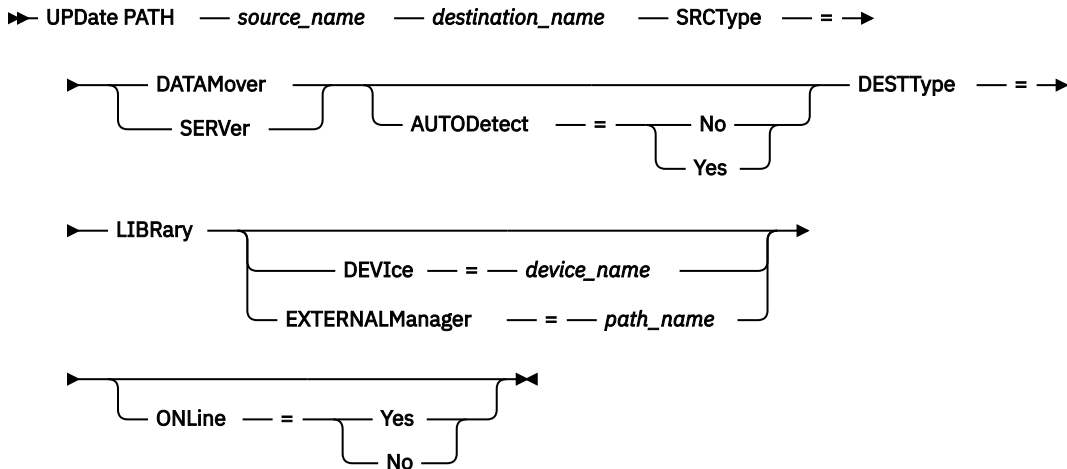 UPDate PATH source_name destination_name SRCType =
DATAMover DESTType =
SERVer AUTODetect = No
Yes
LIBRary
DEVIce = device_name
EXTERNALManager = path_name
ONLine = Yes
No